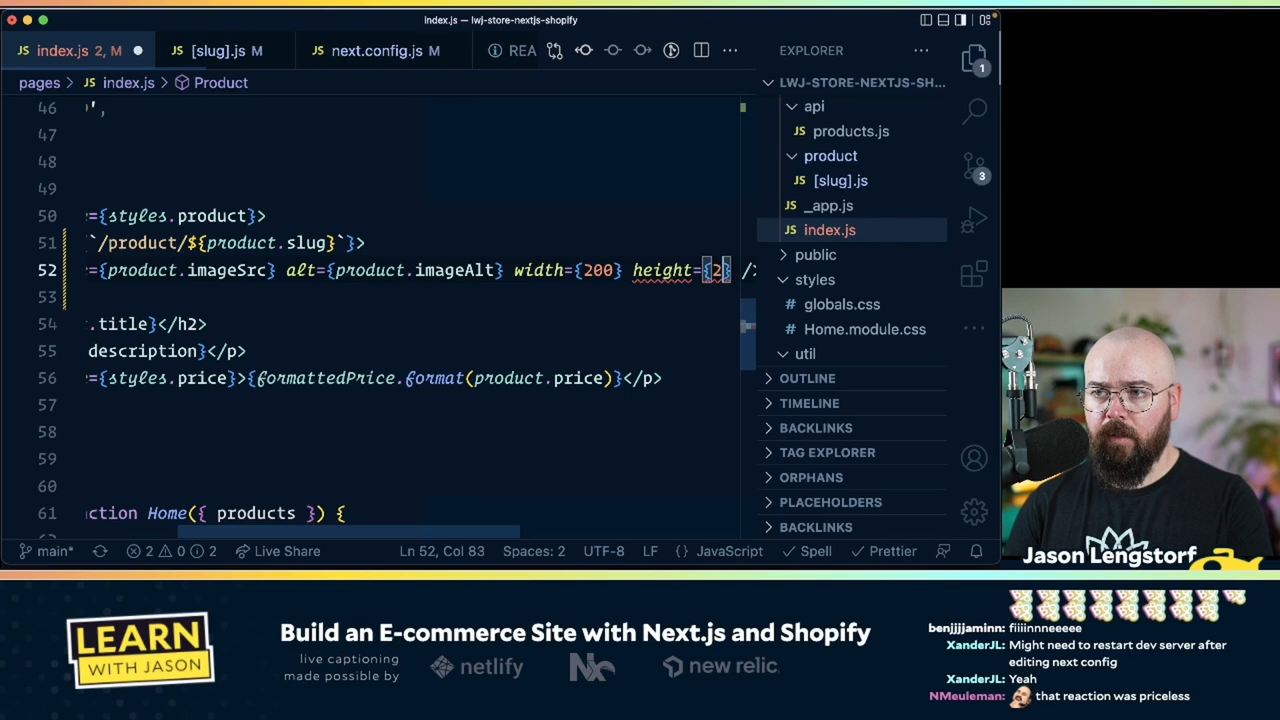 index.js — lwj-store-nextjs-shopify
index.js 2, M
[slug].js M
next.config.js M
REA
EXPLORER
pages > JS index.js > Product
LWJ-STORE-NEXTJS-SH...
api
JS products.js
product
JS [slug].js
JS _app.js
JS index.js
public
styles
# globals.css
# Home.module.css
util
OUTLINE
TIMELINE
BACKLINKS
TAG EXPLORER
ORPHANS
PLACEHOLDERS
BACKLINKS
1
3
46 ',
47
48
49
50 ={styles.product}>
51 `/product/${product.slug}`}>
52 ={product.imageSrc} alt={product.imageAlt} width={200} height={2} />
53
54 .title}</h2>
55 description}</p>
56 ={styles.price}>{formattedPrice.format(product.price)}</p>
57
58
59
60
61 ction Home({ products }) {
main* 2 0 2 Live Share Ln 52, Col 83 Spaces: 2 UTF-8 LF {} JavaScript Spell Prettier
Jason Lengstorf
LEARN
WITH JASON
Build an E-commerce Site with Next.js and Shopify
live captioning
made possible by
netlify
new relic
benjjjjaminn: fiiiinnneeeee
XanderJL: Might need to restart dev server after
editing next config
XanderJL: Yeah
NMeuleman: that reaction was priceless